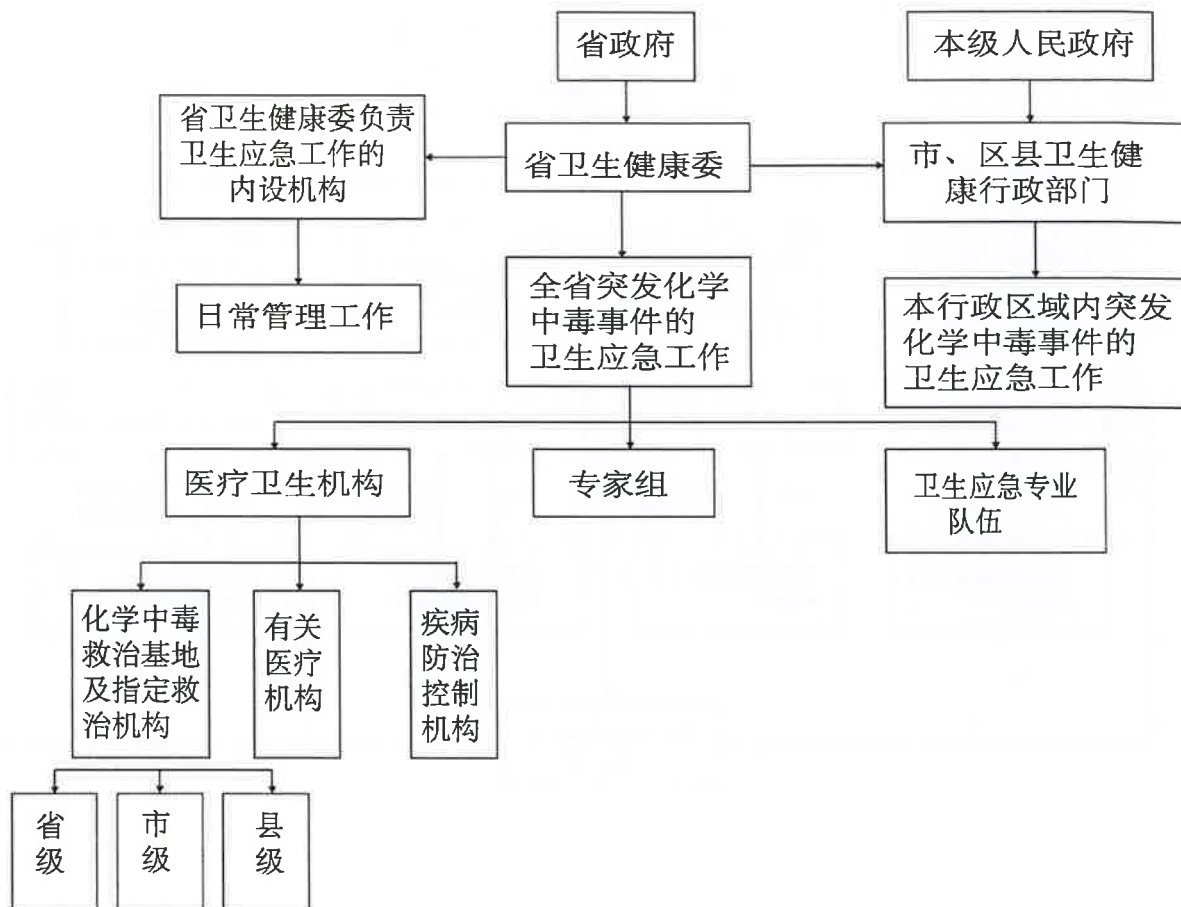 省政府
本级人民政府
省卫生健康委负责
卫生应急工作的
内设机构
省卫生健康委
市、区县卫生健
康行政部门
日常管理工作
全省突发化学
中毒事件的
卫生应急工作
本行政区域内突发
化学中毒事件的
卫生应急工作
医疗卫生机构
专家组
卫生应急专业
队伍
化学中毒
救治基地
及指定救
治机构
有关
医疗
机构
疾病
防治
控制
机构
省
级
市
级
县
级